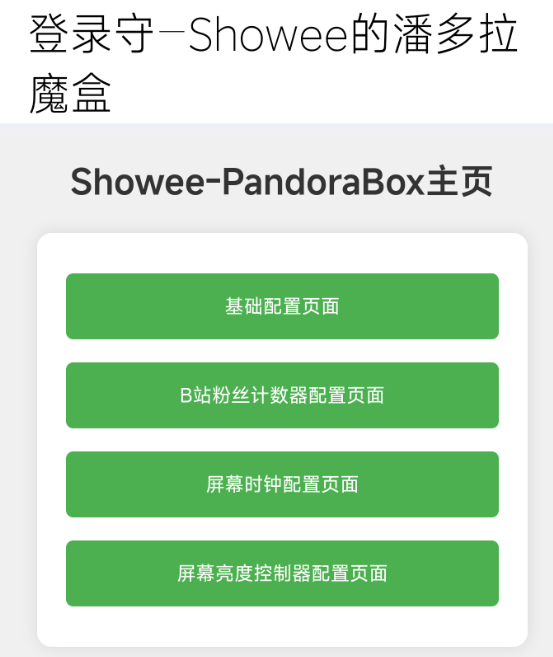 登录守—Showee的潘多拉
魔盒
Showee-PandoraBox主页
基础配置页面
B站粉丝计数器配置页面
屏幕时钟配置页面
屏幕亮度控制器配置页面